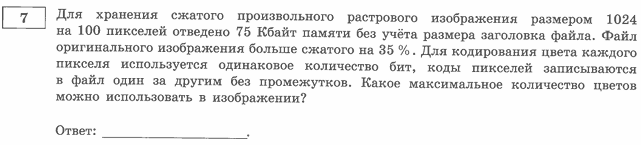 7
Для хранения сжатого произвольного растрового изображения размером 1024
на 100 пикселей отведено 75 Кбайт памяти без учёта размера заголовка файла. Файл
оригинального изображения больше сжатого на 35 %. Для кодирования цвета каждого
пикселя используется одинаковое количество бит, коды пикселей записываются
в файл один за другим без промежутков. Какое максимальное количество цветов
можно использовать в изображении?
Ответ: ____________________.